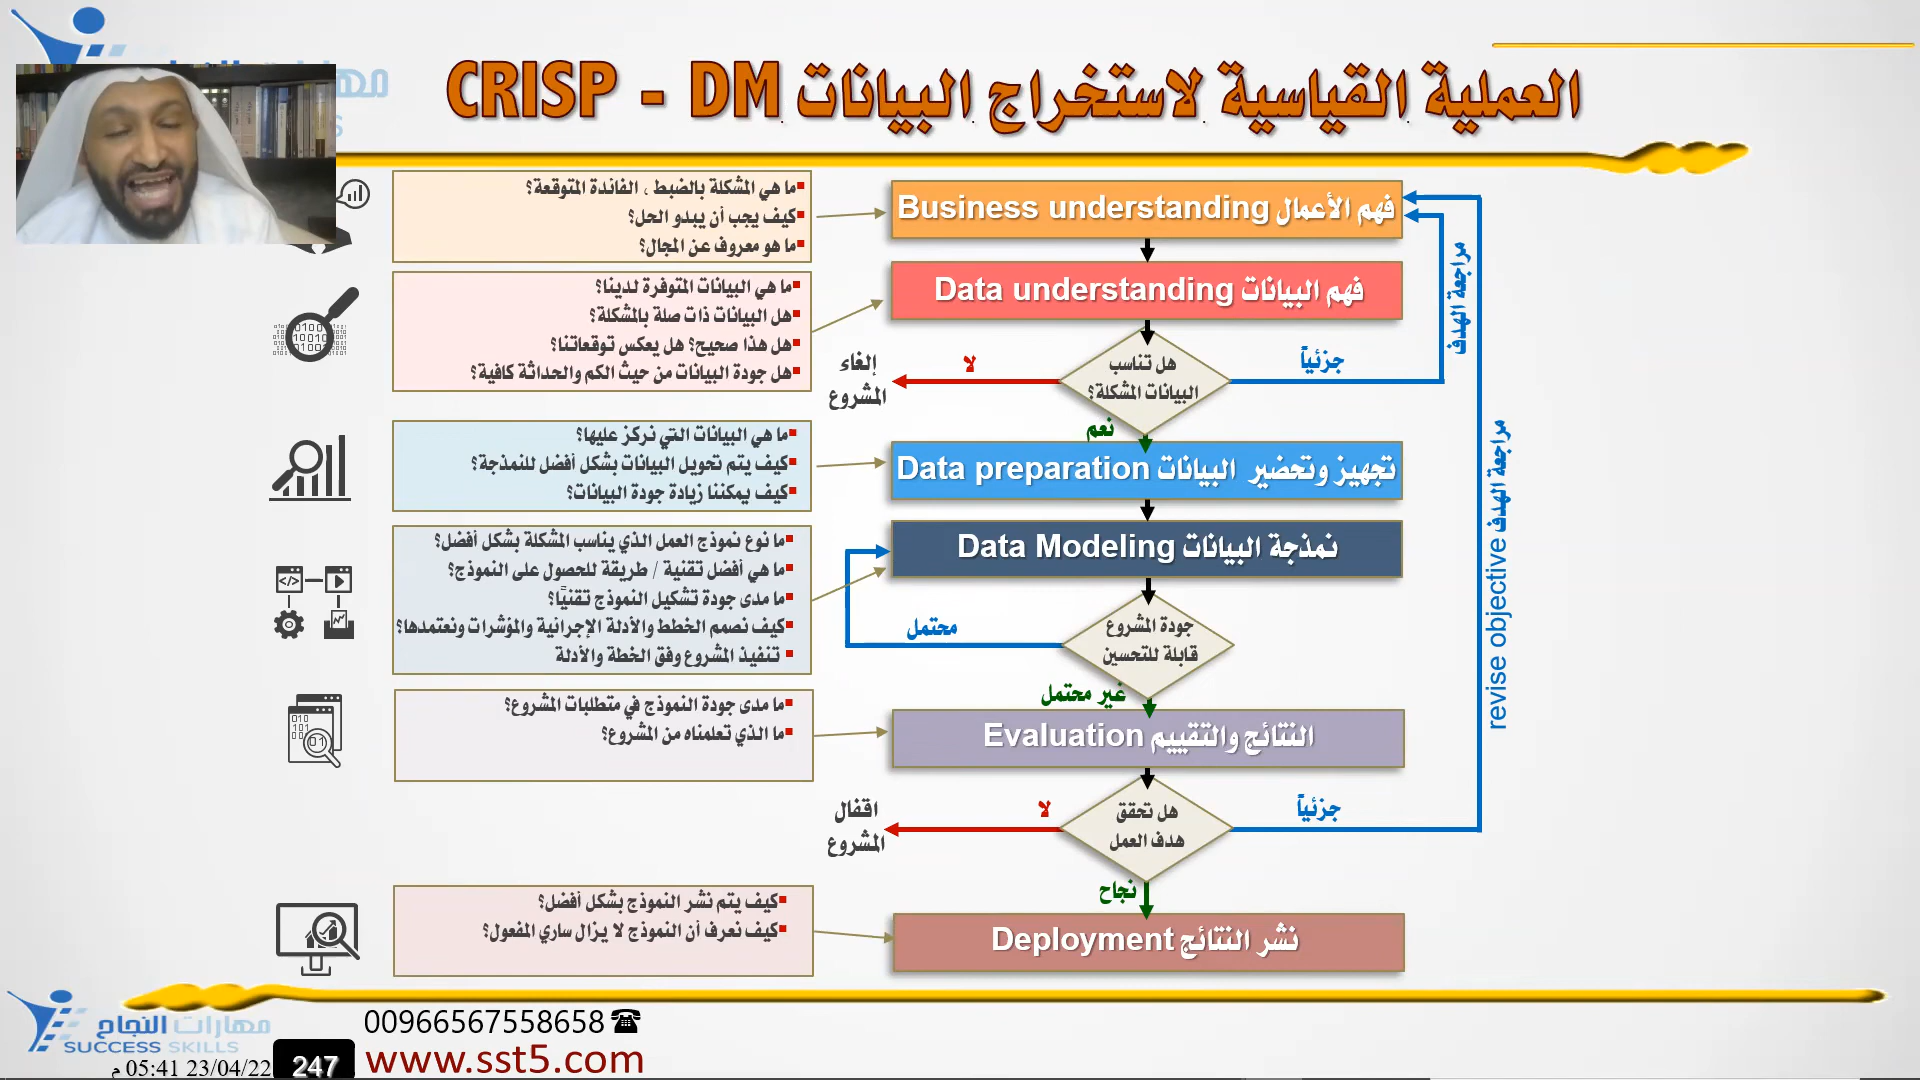 العملية القياسية لاستخراج البيانات CRISP - DM
فهم الأعمال Business understanding
ما هي المشكلة بالضبط ، الفائدة المتوقعة؟
كيف يجب أن يبدو الحل؟
ما هو معروف عن المجال؟
فهم البيانات Data understanding
ما هي البيانات المتوفرة لدينا؟
هل البيانات ذات صلة بالمشكلة؟
هل هذا صحيح؟ هل يعكس توقعاتنا؟
هل جودة البيانات من حيث الكم والحداثة كافية؟
هل تناسب
البيانات المشكلة؟
جزئياً
مراجعة الهدف
لا
إلغاء
المشروع
نعم
تجهيز وتحضير البيانات Data preparation
ما هي البيانات التي نركز عليها؟
كيف يتم تحويل البيانات بشكل أفضل للنمذجة؟
كيف يمكننا زيادة جودة البيانات؟
نمذجة البيانات Data Modeling
ما نوع نموذج العمل الذي يناسب المشكلة بشكل أفضل؟
ما هي أفضل تقنية / طريقة للحصول على النموذج؟
ما مدى جودة تشكيل النموذج تقنيًا؟
كيف نصمم الخطط والأدلة الإجرائية والمؤشرات ونعتمدها؟
تنفيذ المشروع وفق الخطة والأدلة
جودة المشروع
قابلة للتحسين
محتمل
غير محتمل
النتائج والتقييم Evaluation
ما مدى جودة النموذج في متطلبات المشروع؟
ما الذي تعلمناه من المشروع؟
هل تحقق
هدف العمل
جزئياً
مراجعة الهدف revise objective
لا
اقفال
المشروع
نجاح
نشر النتائج Deployment
كيف يتم نشر النموذج بشكل أفضل؟
كيف نعرف أن النموذج لا يزال ساري المفعول؟
مهارات النجاح
SUCCESS SKILLS
00966567558658
www.sst5.com
247
05:41 23/04/22 م